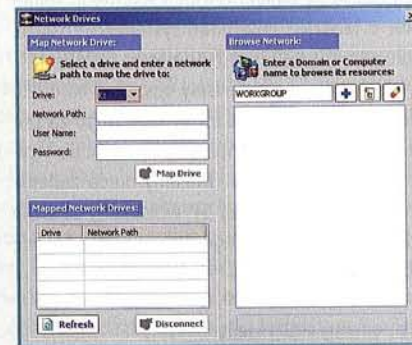 Network Drives
Map Network Drive:
Select a drive and enter a network
path to map the drive to:
Drive:
Network Path:
User Name:
Password:
Map Drive
Mapped Network Drives:
Drive Network Path
Refresh
Disconnect
Browse Network:
Enter a Domain or Computer
name to browse its resources:
WORKGROUP